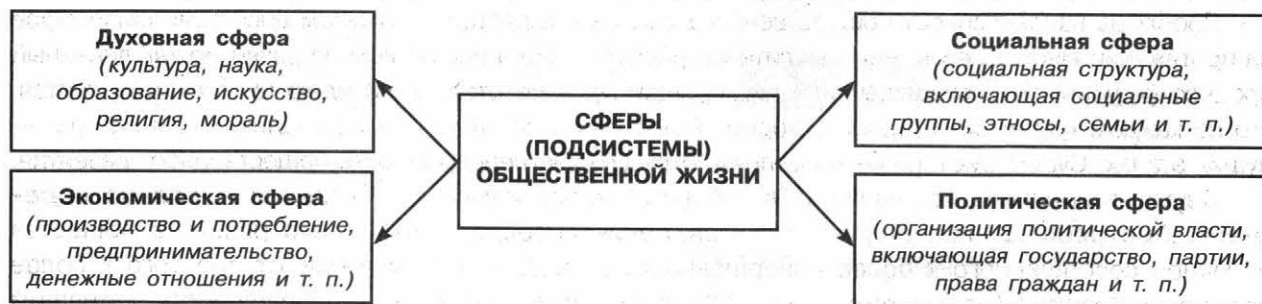 Духовная сфера
(культура, наука,
образование, искусство,
религия, мораль)
Экономическая сфера
(производство и потребление,
предпринимательство,
денежные отношения и т. п.)
СФЕРЫ
(ПОДСИСТЕМЫ)
ОБЩЕСТВЕННОЙ ЖИЗНИ
Социальная сфера
(социальная структура,
включающая социальные
группы, этносы, семьи и т. п.)
Политическая сфера
(организация политической власти,
включающая государство, партии,
права граждан и т. п.)